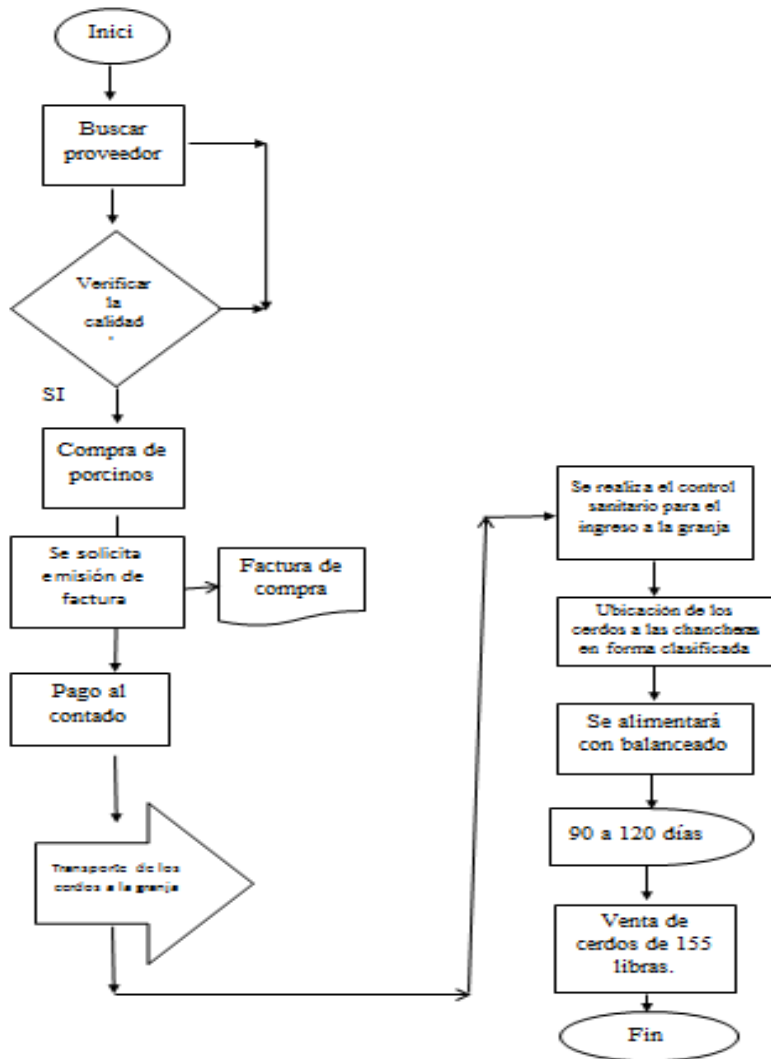 Inici
Buscar
proveedor
Verificar
la
calidad
SI
Compra de
porcinos
Se solicita
emisión de
factura
Factura de
compra
Pago al
contado
Transporte de los
cerdos a la granja
Se realiza el control
sanitario para el
ingreso a la granja
Ubicación de los
cerdos a las chancheras
en forma clasificada
Se alimentará
con balanceado
90 a 120 días
Venta de
cerdos de 155
libras.
Fin